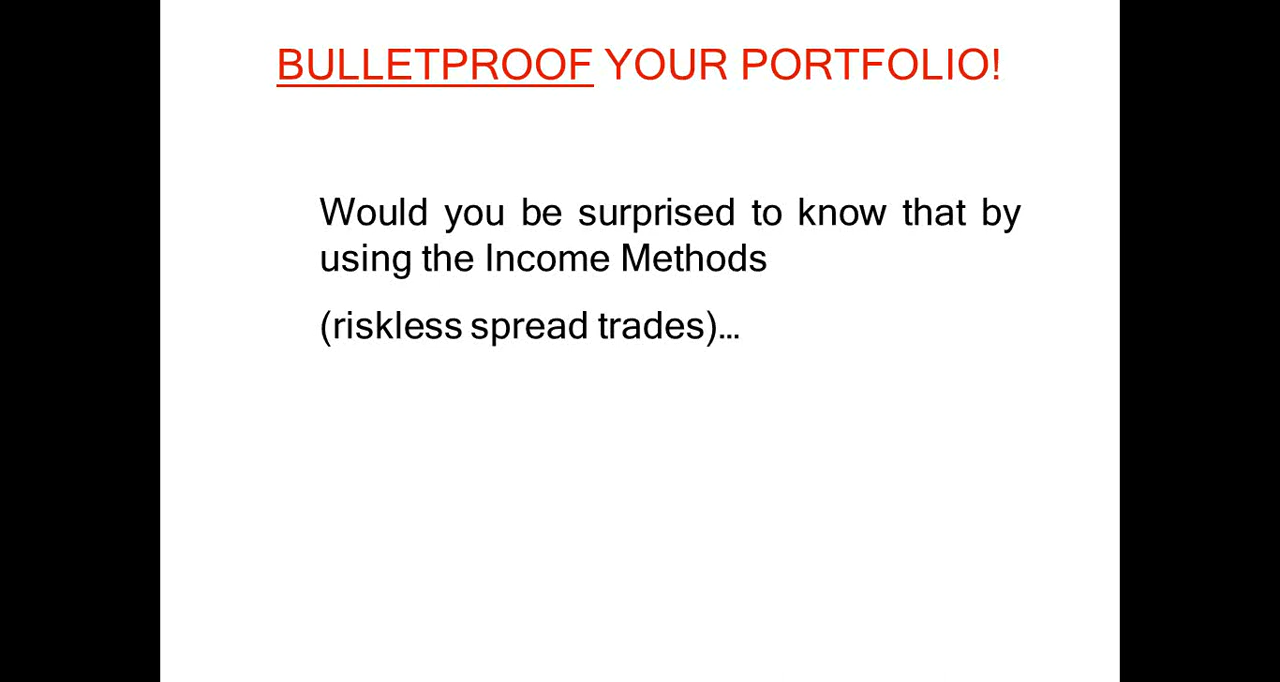 BULLETPROOF YOUR PORTFOLIO!
Would you be surprised to know that by
using the Income Methods
(riskless spread trades)...